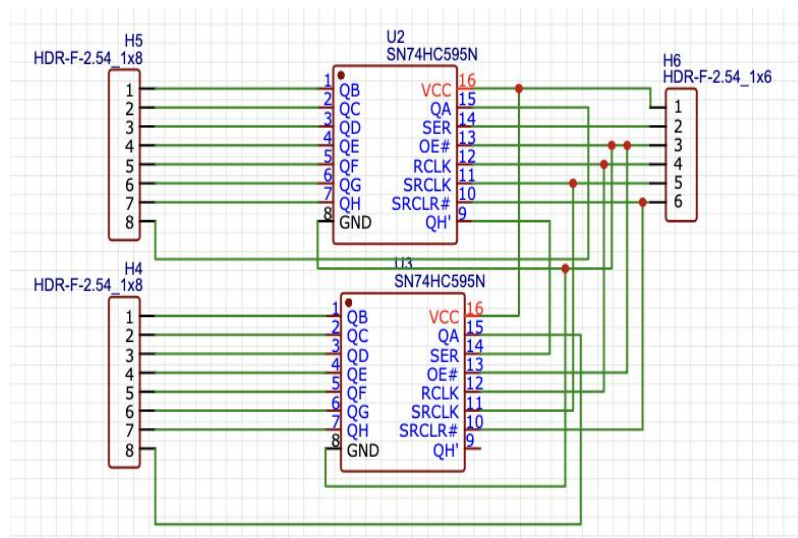 H5
HDR-F-2.54_1x8
1
2
3
4
5
6
7
8
U2
SN74HC595N
1 QB VCC 16
2 QC QA 15
3 QD SER 14
4 QE OE# 13
5 QF RCLK 12
6 QG SRCLK 11
7 QH SRCLR# 10
8 GND QH' 9
H6
HDR-F-2.54_1x6
1
2
3
4
5
6
H4
HDR-F-2.54_1x8
1
2
3
4
5
6
7
8
U3
SN74HC595N
1 QB VCC 16
2 QC QA 15
3 QD SER 14
4 QE OE# 13
5 QF RCLK 12
6 QG SRCLK 11
7 QH SRCLR# 10
8 GND QH' 9